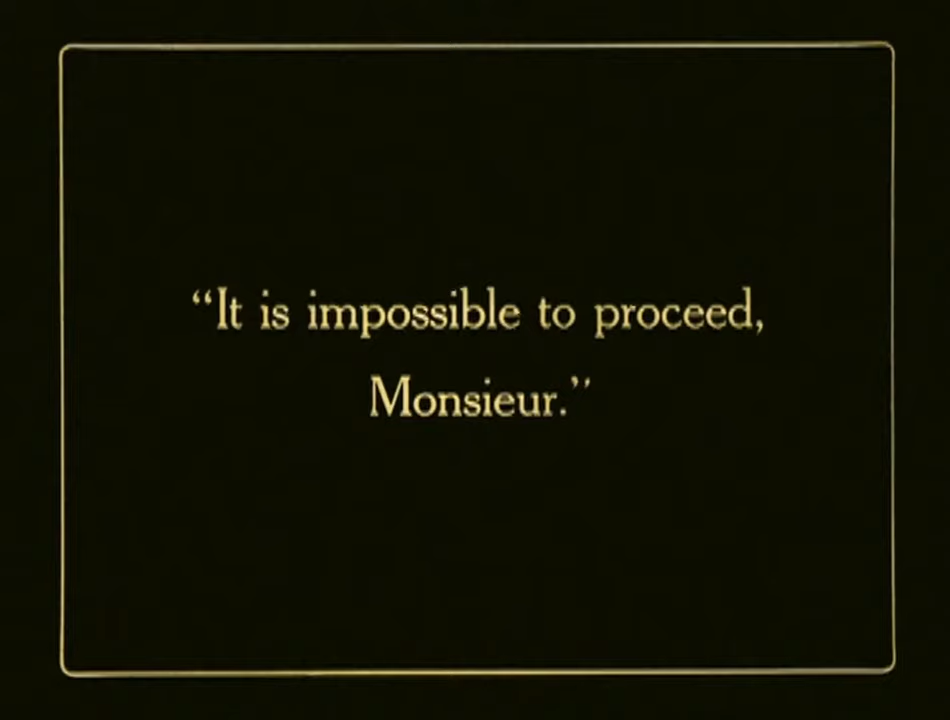 “It is impossible to proceed,
Monsieur.”